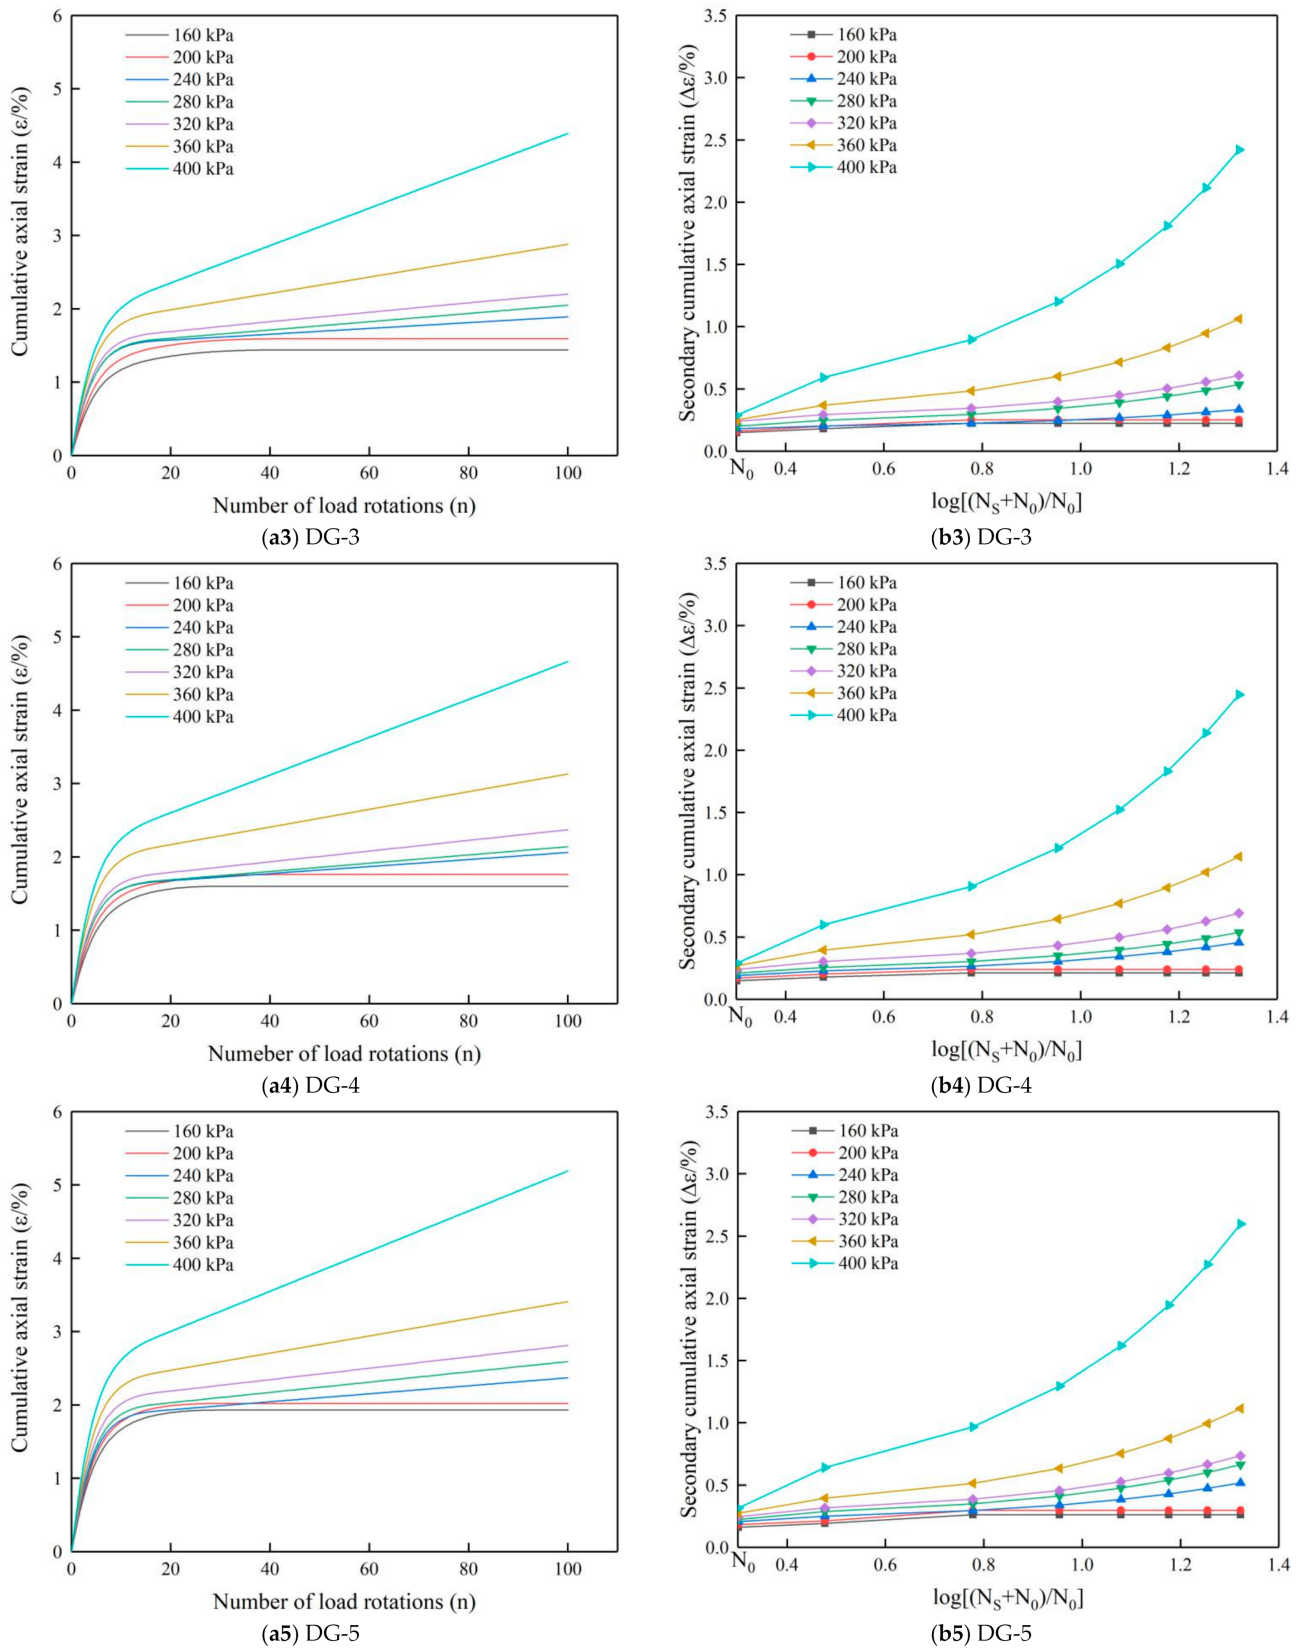 Cumulative axial strain (ε/%)
6
5
4
3
2
1
0
160 kPa
200 kPa
240 kPa
280 kPa
320 kPa
360 kPa
400 kPa
0 20 40 60 80 100
Number of load rotations (n)
(a3) DG-3
Secondary cumulative axial strain (Δε/%)
3.5
3.0
2.5
2.0
1.5
1.0
0.5
0.0
160 kPa
200 kPa
240 kPa
280 kPa
320 kPa
360 kPa
400 kPa
N₀ 0.4 0.6 0.8 1.0 1.2 1.4
log[(N_S+N₀)/N₀]
(b3) DG-3
Cumulative axial strain (ε/%)
6
5
4
3
2
1
0
160 kPa
200 kPa
240 kPa
280 kPa
320 kPa
360 kPa
400 kPa
0 20 40 60 80 100
Numeber of load rotations (n)
(a4) DG-4
Secondary cumulative axial strain (Δε/%)
3.5
3.0
2.5
2.0
1.5
1.0
0.5
0.0
160 kPa
200 kPa
240 kPa
280 kPa
320 kPa
360 kPa
400 kPa
N₀ 0.4 0.6 0.8 1.0 1.2 1.4
log[(N_S+N₀)/N₀]
(b4) DG-4
Cumulative axial strain (ε/%)
6
5
4
3
2
1
0
160 kPa
200 kPa
240 kPa
280 kPa
320 kPa
360 kPa
400 kPa
0 20 40 60 80 100
Number of load rotations (n)
(a5) DG-5
Secondary cumulative axial strain (Δε/%)
3.5
3.0
2.5
2.0
1.5
1.0
0.5
0.0
160 kPa
200 kPa
240 kPa
280 kPa
320 kPa
360 kPa
400 kPa
N₀ 0.4 0.6 0.8 1.0 1.2 1.4
log[(N_S+N₀)/N₀]
(b5) DG-5